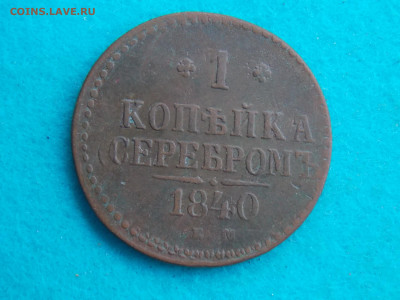 COINS.LAVE.RU
1
КОПѢЙКА
СЕРЕБРОМЪ
1840